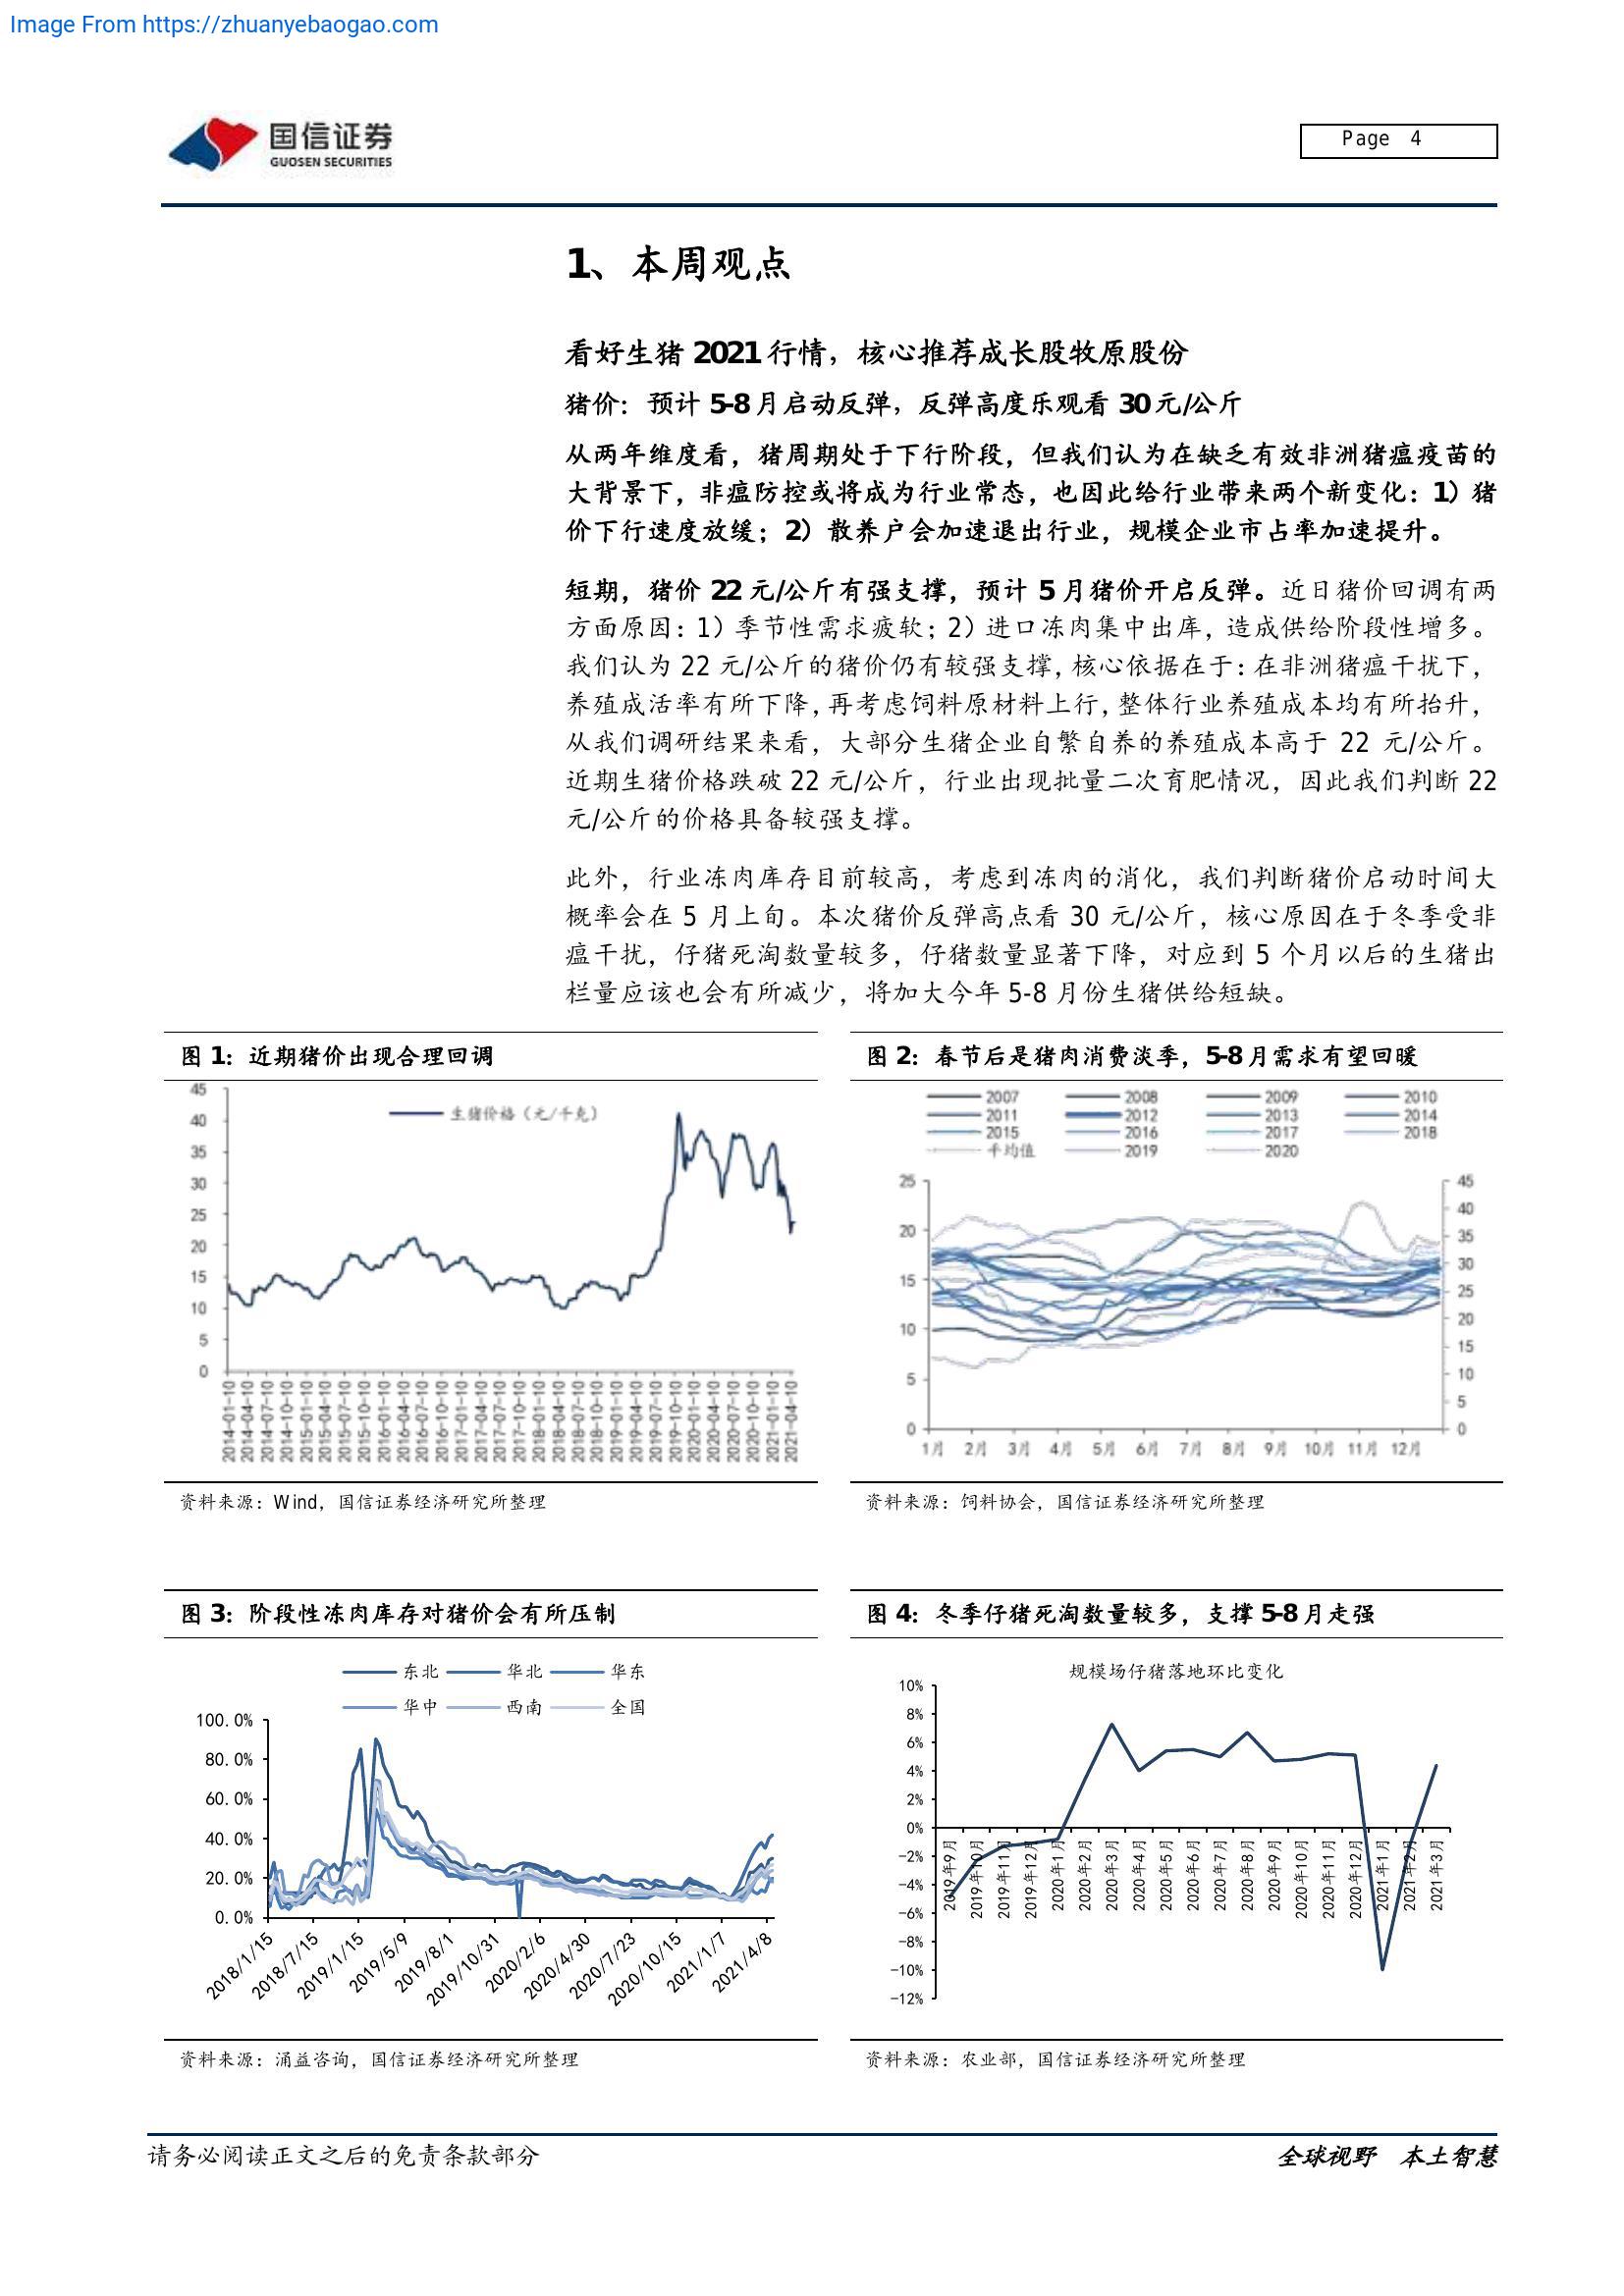 Image From https://zhuanyebaogao.com
国信证券
GUOSEN SECURITIES
Page 4
1、本周观点
看好生猪 2021 行情，核心推荐成长股牧原股份
猪价：预计 5-8 月启动反弹，反弹高度乐观看 30 元/公斤
从两年维度看，猪周期处于下行阶段，但我们认为在缺乏有效非洲猪瘟疫苗的
大背景下，非瘟防控或将成为行业常态，也因此给行业带来两个新变化：1）猪
价下行速度放缓；2）散养户会加速退出行业，规模企业市占率加速提升。
短期，猪价 22 元/公斤有强支撑，预计 5 月猪价开启反弹。近日猪价回调有两
方面原因：1）季节性需求疲软；2）进口冻肉集中出库，造成供给阶段性增多。
我们认为 22 元/公斤的猪价仍有较强支撑，核心依据在于：在非洲猪瘟干扰下，
养殖成活率有所下降，再考虑饲料原材料上行，整体行业养殖成本均有所抬升，
从我们调研结果来看，大部分生猪企业自繁自养的养殖成本高于 22 元/公斤。
近期生猪价格跌破 22 元/公斤，行业出现批量二次育肥情况，因此我们判断 22
元/公斤的价格具备较强支撑。
此外，行业冻肉库存目前较高，考虑到冻肉的消化，我们判断猪价启动时间大
概率会在 5 月上旬。本次猪价反弹高点看 30 元/公斤，核心原因在于冬季受非
瘟干扰，仔猪死淘数量较多，仔猪数量显著下降，对应到 5 个月以后的生猪出
栏量应该也会有所减少，将加大今年 5-8 月份生猪供给短缺。
图 1：近期猪价出现合理回调
生猪价格（元/千克）
45
40
35
30
25
20
15
10
5
0
2014-01-10
2014-04-10
2014-07-10
2014-10-10
2015-01-10
2015-04-10
2015-07-10
2015-10-10
2016-01-10
2016-04-10
2016-07-10
2016-10-10
2017-01-10
2017-04-10
2017-07-10
2017-10-10
2018-01-10
2018-04-10
2018-07-10
2018-10-10
2019-01-10
2019-04-10
2019-07-10
2019-10-10
2020-01-10
2020-04-10
2020-07-10
2020-10-10
2021-01-10
2021-04-10
资料来源：Wind，国信证券经济研究所整理
图 2：春节后是猪肉消费淡季，5-8 月需求有望回暖
2007 2008 2009 2010
2011 2012 2013 2014
2015 2016 2017 2018
平均值 2019 2020
25
20
15
10
5
0
45
40
35
30
25
20
15
10
5
0
1月 2月 3月 4月 5月 6月 7月 8月 9月 10月 11月 12月
资料来源：饲料协会，国信证券经济研究所整理
图 3：阶段性冻肉库存对猪价会有所压制
东北 华北 华东
华中 西南 全国
100.0%
80.0%
60.0%
40.0%
20.0%
0.0%
2018/1/15
2018/7/15
2019/1/15
2019/5/9
2019/8/1
2019/10/31
2020/2/6
2020/4/30
2020/7/23
2020/10/15
2021/1/7
2021/4/8
资料来源：涌益咨询，国信证券经济研究所整理
图 4：冬季仔猪死淘数量较多，支撑 5-8 月走强
规模场仔猪落地环比变化
10%
8%
6%
4%
2%
0%
-2%
-4%
-6%
-8%
-10%
-12%
2019年9月
2019年10月
2019年11月
2019年12月
2020年1月
2020年2月
2020年3月
2020年4月
2020年5月
2020年6月
2020年7月
2020年8月
2020年9月
2020年10月
2020年11月
2020年12月
2021年1月
2021年2月
2021年3月
资料来源：农业部，国信证券经济研究所整理
请务必阅读正文之后的免责条款部分
全球视野 本土智慧